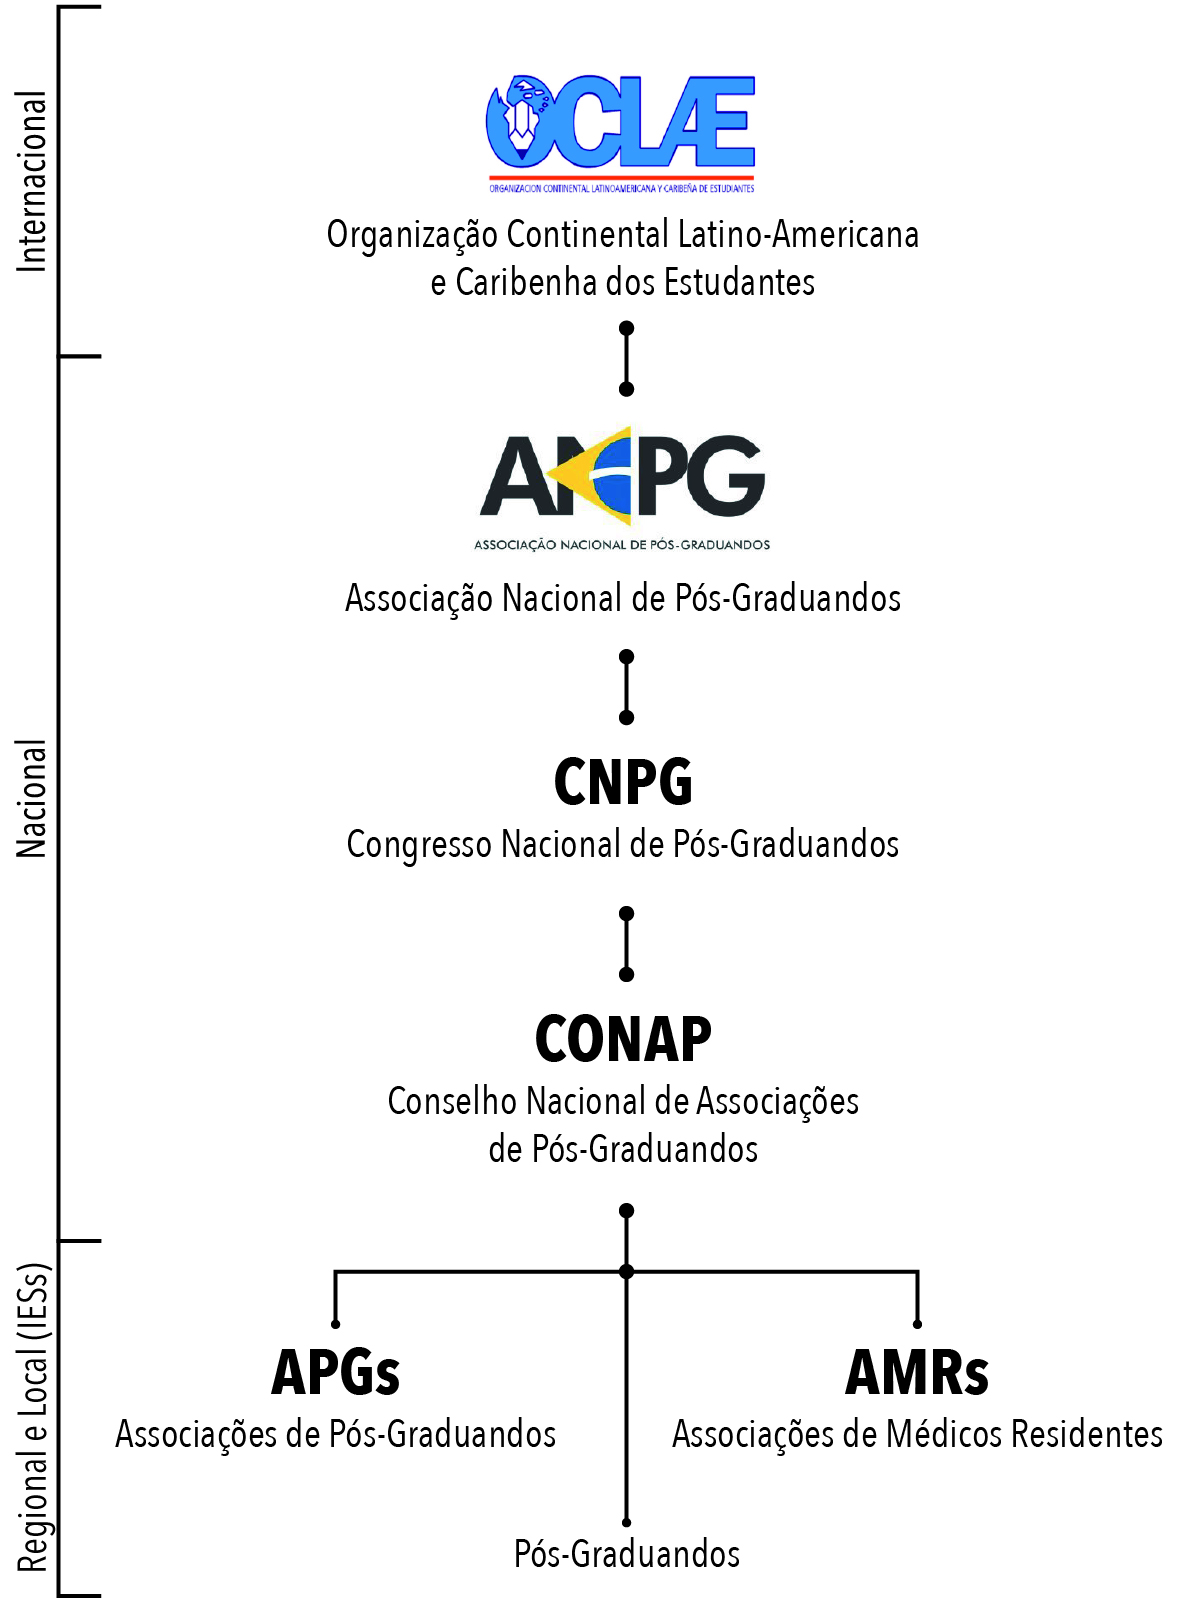 Internacional
OCLAE
ORGANIZACION CONTINENTAL LATINOAMERICANA Y CARIBEÑA DE ESTUDIANTES
Organização Continental Latino-Americana
e Caribenha dos Estudantes
Nacional
ANPG
ASSOCIAÇÃO NACIONAL DE PÓS-GRADUANDOS
Associação Nacional de Pós-Graduandos
CNPG
Congresso Nacional de Pós-Graduandos
CONAP
Conselho Nacional de Associações
de Pós-Graduandos
Regional e Local (IESs)
APGs
Associações de Pós-Graduandos
AMRs
Associações de Médicos Residentes
Pós-Graduandos